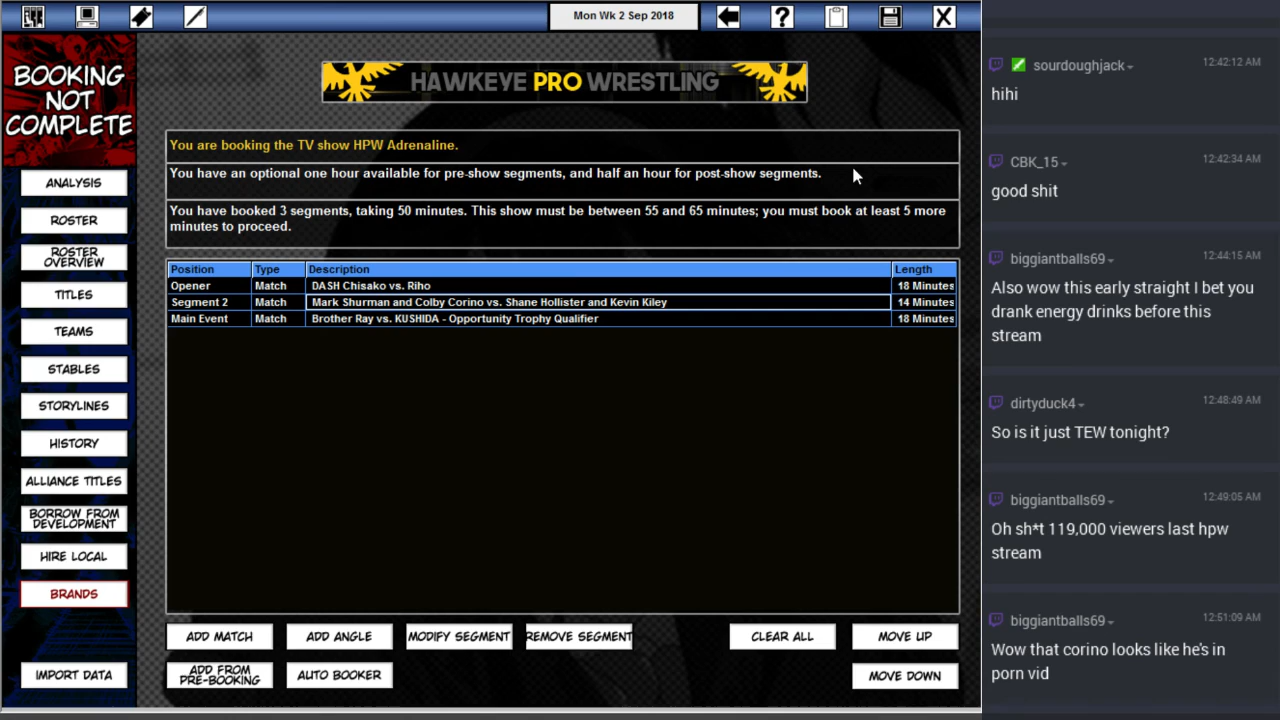 Mon Wk 2 Sep 2018
BOOKING
NOT
COMPLETE
ANALYSIS
ROSTER
ROSTER
OVERVIEW
TITLES
TEAMS
STABLES
STORYLINES
HISTORY
ALLIANCE TITLES
BORROW FROM
DEVELOPMENT
HIRE LOCAL
BRANDS
IMPORT DATA
HAWKEYE PRO WRESTLING
You are booking the TV show HPW Adrenaline.
You have an optional one hour available for pre-show segments, and half an hour for post-show segments.
You have booked 3 segments, taking 50 minutes. This show must be between 55 and 65 minutes; you must book at least 5 more
minutes to proceed.
Position Type Description Length
Opener Match DASH Chisako vs. Riho 18 Minutes
Segment 2 Match Mark Shurman and Colby Corino vs. Shane Hollister and Kevin Kiley 14 Minutes
Main Event Match Brother Ray vs. KUSHIDA - Opportunity Trophy Qualifier 18 Minutes
ADD MATCH ADD ANGLE MODIFY SEGMENT REMOVE SEGMENT CLEAR ALL MOVE UP
ADD FROM
PRE-BOOKING
AUTO BOOKER MOVE DOWN
sourdoughjack 12:42:12 AM
hihi
CBK_15 12:42:34 AM
good shit
biggiantballs69 12:44:15 AM
Also wow this early straight I bet you
drank energy drinks before this
stream
dirtyduck4 12:48:49 AM
So is it just TEW tonight?
biggiantballs69 12:49:05 AM
Oh sh*t 119,000 viewers last hpw
stream
biggiantballs69 12:51:09 AM
Wow that corino looks like he's in
porn vid